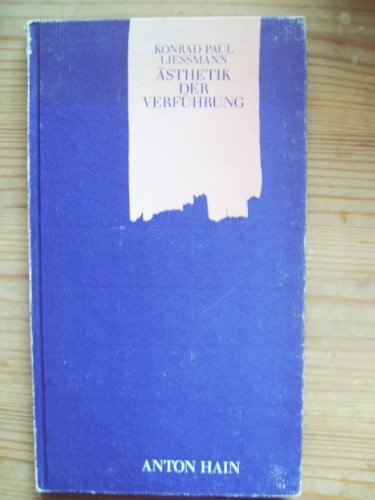 KONRAD PAUL
LIESSMANN
ÄSTHETIK
DER
VERFÜHRUNG
ANTON HAIN